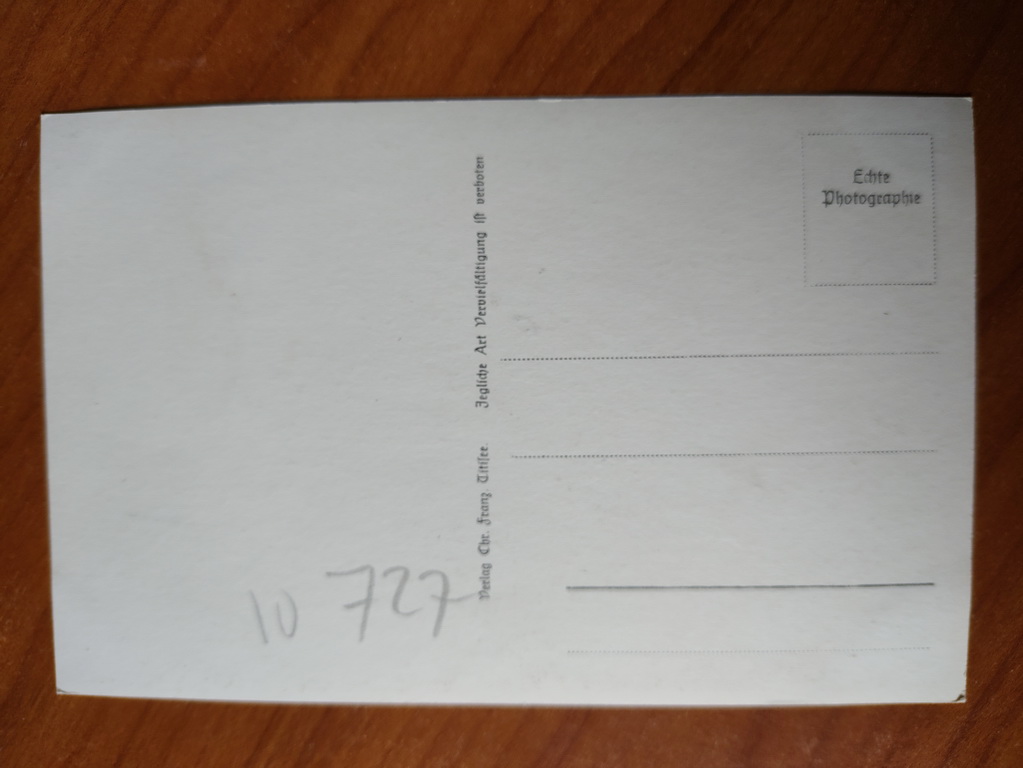 Echte
Photographie
Verlag Chr. Franz Titisee. Jegliche Art Vervielfältigung ist verboten
10 727